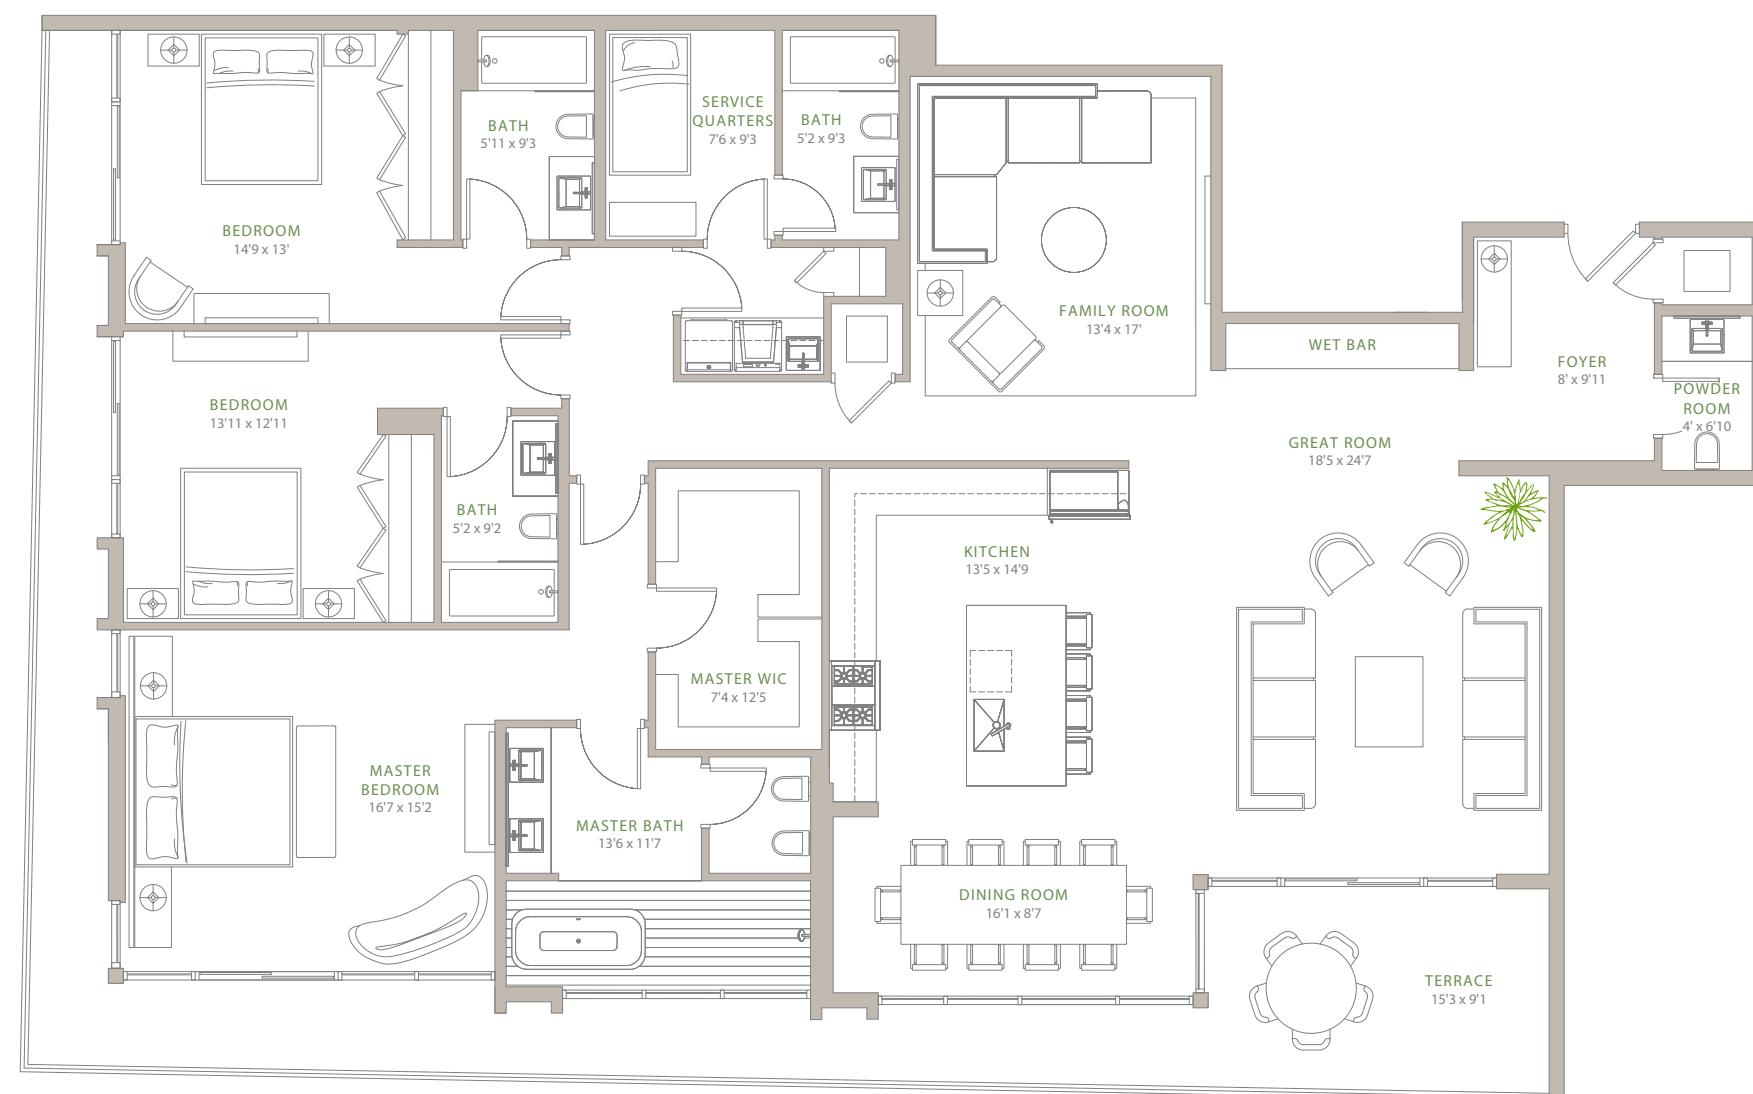 SERVICE
QUARTERS
7'6 x 9'3
BATH
5'11 x 9'3
BATH
5'2 x 9'3
BEDROOM
14'9 x 13'
FAMILY ROOM
13'4 x 17'
WET BAR
FOYER
8' x 9'11
POWDER
ROOM
4' x 6'10
BEDROOM
13'11 x 12'11
GREAT ROOM
18'5 x 24'7
BATH
5'2 x 9'2
KITCHEN
13'5 x 14'9
MASTER WIC
7'4 x 12'5
MASTER
BEDROOM
16'7 x 15'2
MASTER BATH
13'6 x 11'7
DINING ROOM
16'1 x 8'7
TERRACE
15'3 x 9'1